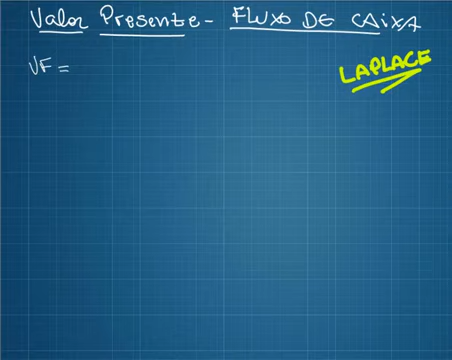 Valor Presente - FLUXO DE CAIXA
VF =
LAPLACE